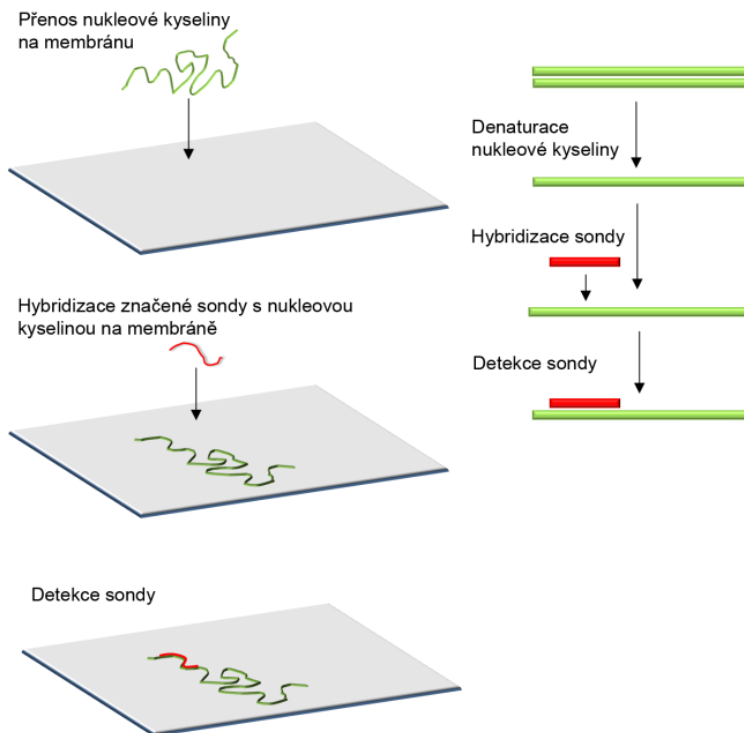 Přenos nukleové kyseliny
na membránu
Hybridizace značené sondy s nukleovou
kyselinou na membráně
Detekce sondy
Denaturace
nukleové kyseliny
Hybridizace sondy
Detekce sondy